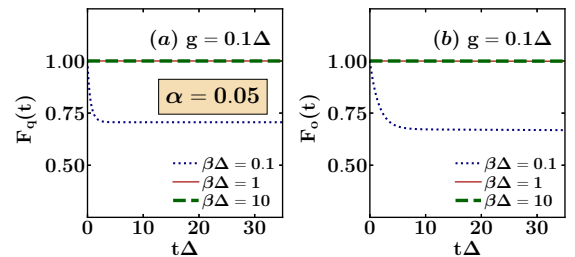 (a) g = 0.1Δ
α = 0.05
F_q(t)
1.00
0.75
0.50
βΔ = 0.1
βΔ = 1
βΔ = 10
0 10 20 30
tΔ
(b) g = 0.1Δ
F_o(t)
1.00
0.75
0.50
βΔ = 0.1
βΔ = 1
βΔ = 10
0 10 20 30
tΔ